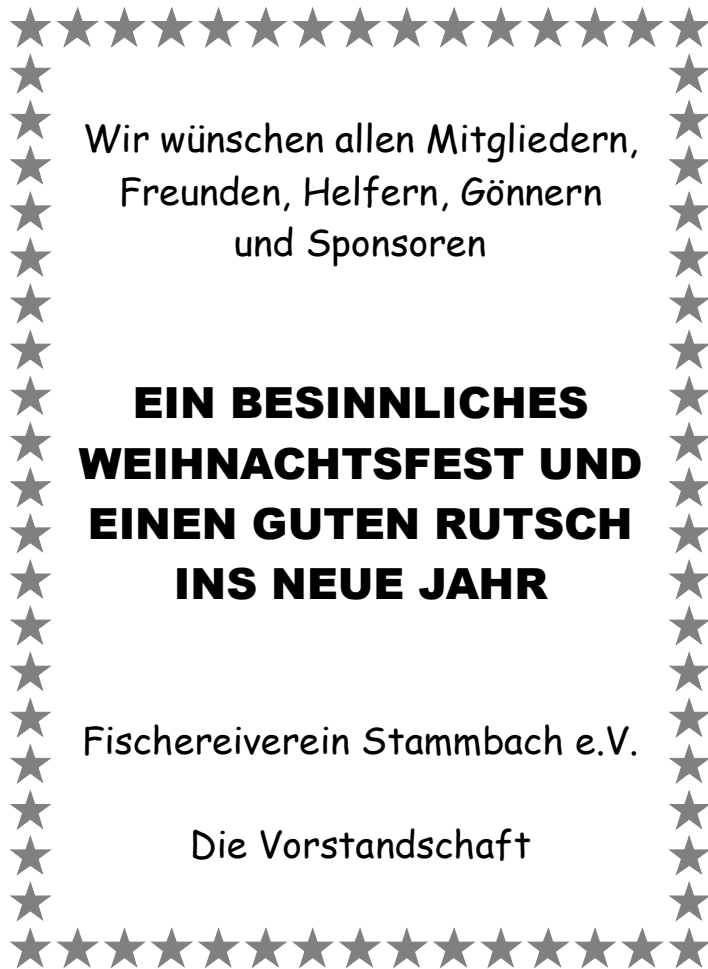 Wir wünschen allen Mitgliedern,
Freunden, Helfern, Gönnern
und Sponsoren
EIN BESINNLICHES
WEIHNACHTSFEST UND
EINEN GUTEN RUTSCH
INS NEUE JAHR
Fischereiverein Stammbach e.V.
Die Vorstandschaft